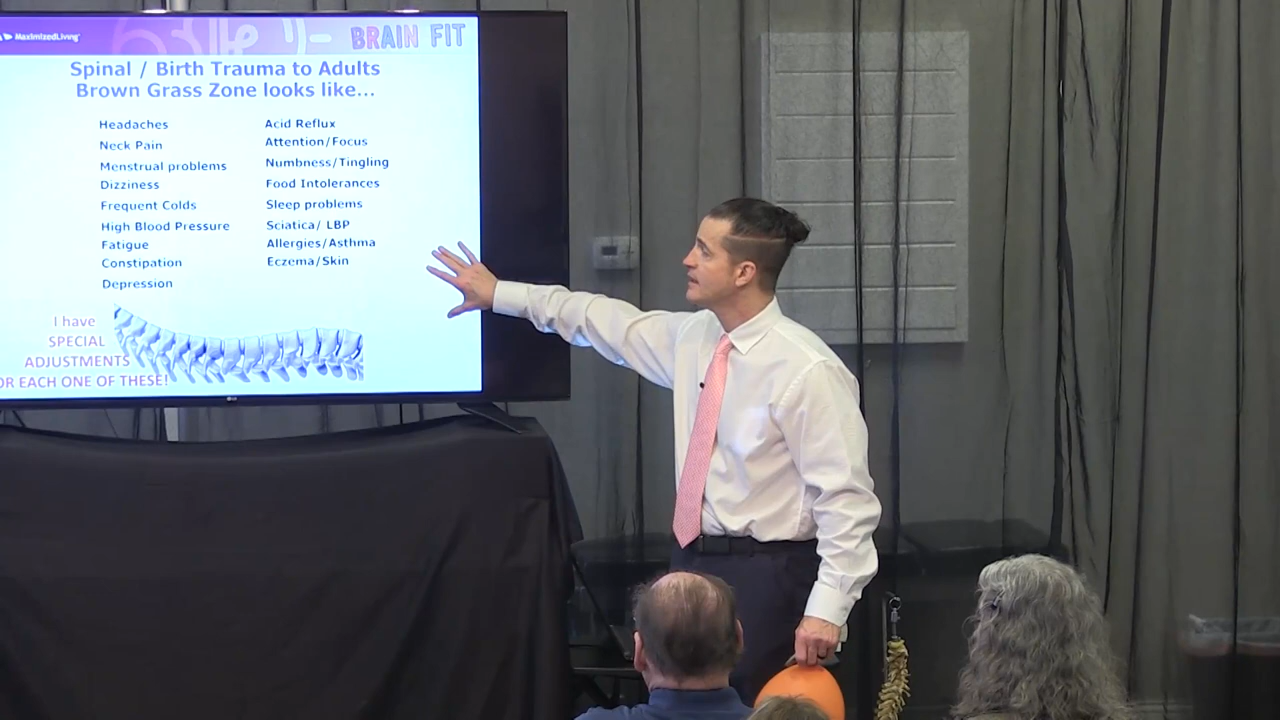 MaximizedLiving
BRAIN FIT
Spinal / Birth Trauma to Adults
Brown Grass Zone looks like...
Headaches
Neck Pain
Menstrual problems
Dizziness
Frequent Colds
High Blood Pressure
Fatigue
Constipation
Depression
Acid Reflux
Attention/Focus
Numbness/Tingling
Food Intolerances
Sleep problems
Sciatica/ LBP
Allergies/Asthma
Eczema/Skin
I have
SPECIAL
ADJUSTMENTS
OR EACH ONE OF THESE!
LG